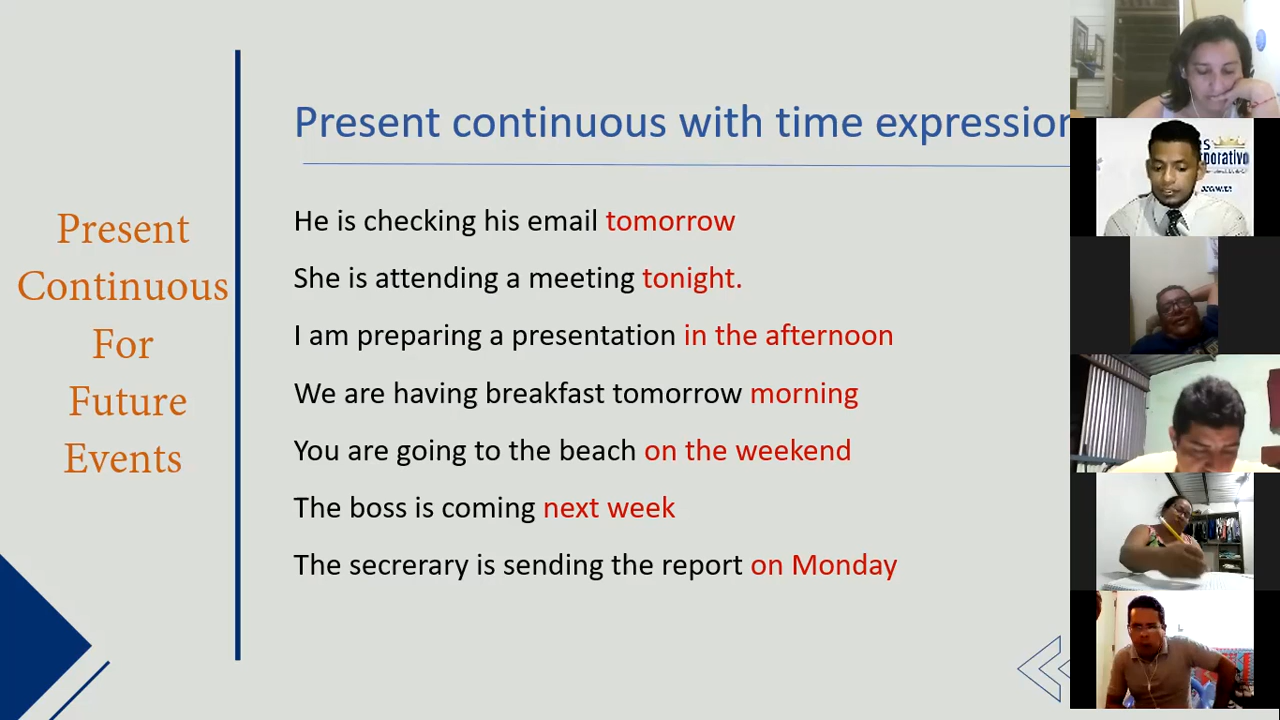 Present continuous with time expression
Present
Continuous
For
Future
Events
He is checking his email tomorrow
She is attending a meeting tonight.
I am preparing a presentation in the afternoon
We are having breakfast tomorrow morning
You are going to the beach on the weekend
The boss is coming next week
The secrerary is sending the report on Monday